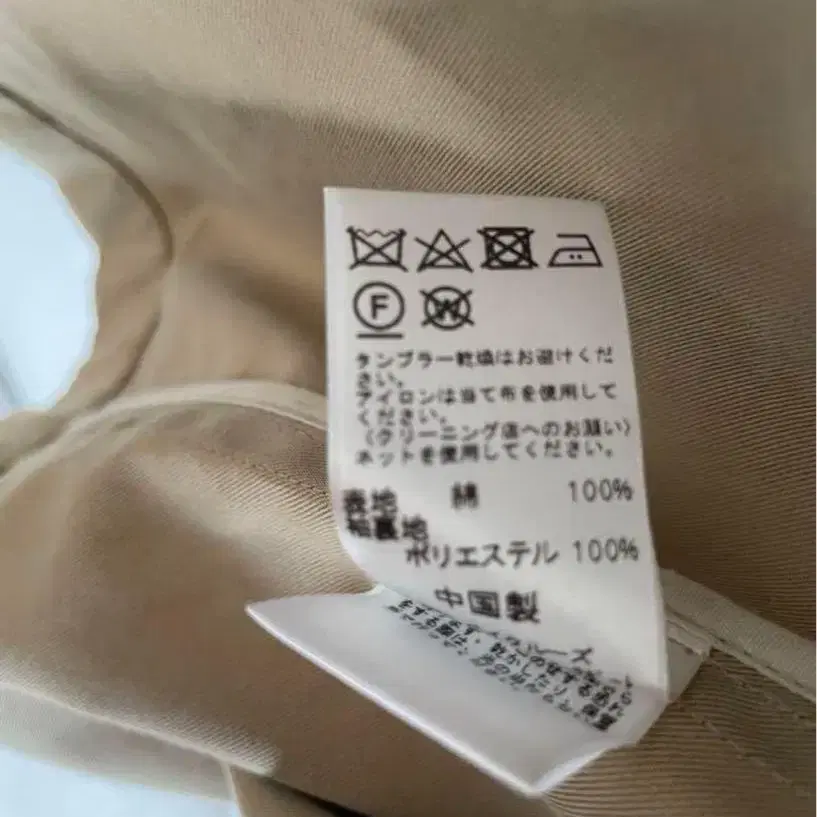 F
W
タンブラー乾燥はお避けくだ
さい。
アイロンは当て布を使用して
ください。
(クリーニング店へのお願い)
ネットを使用してください。
表地 綿 100%
袖裏地
ポリエステル 100%
中国製